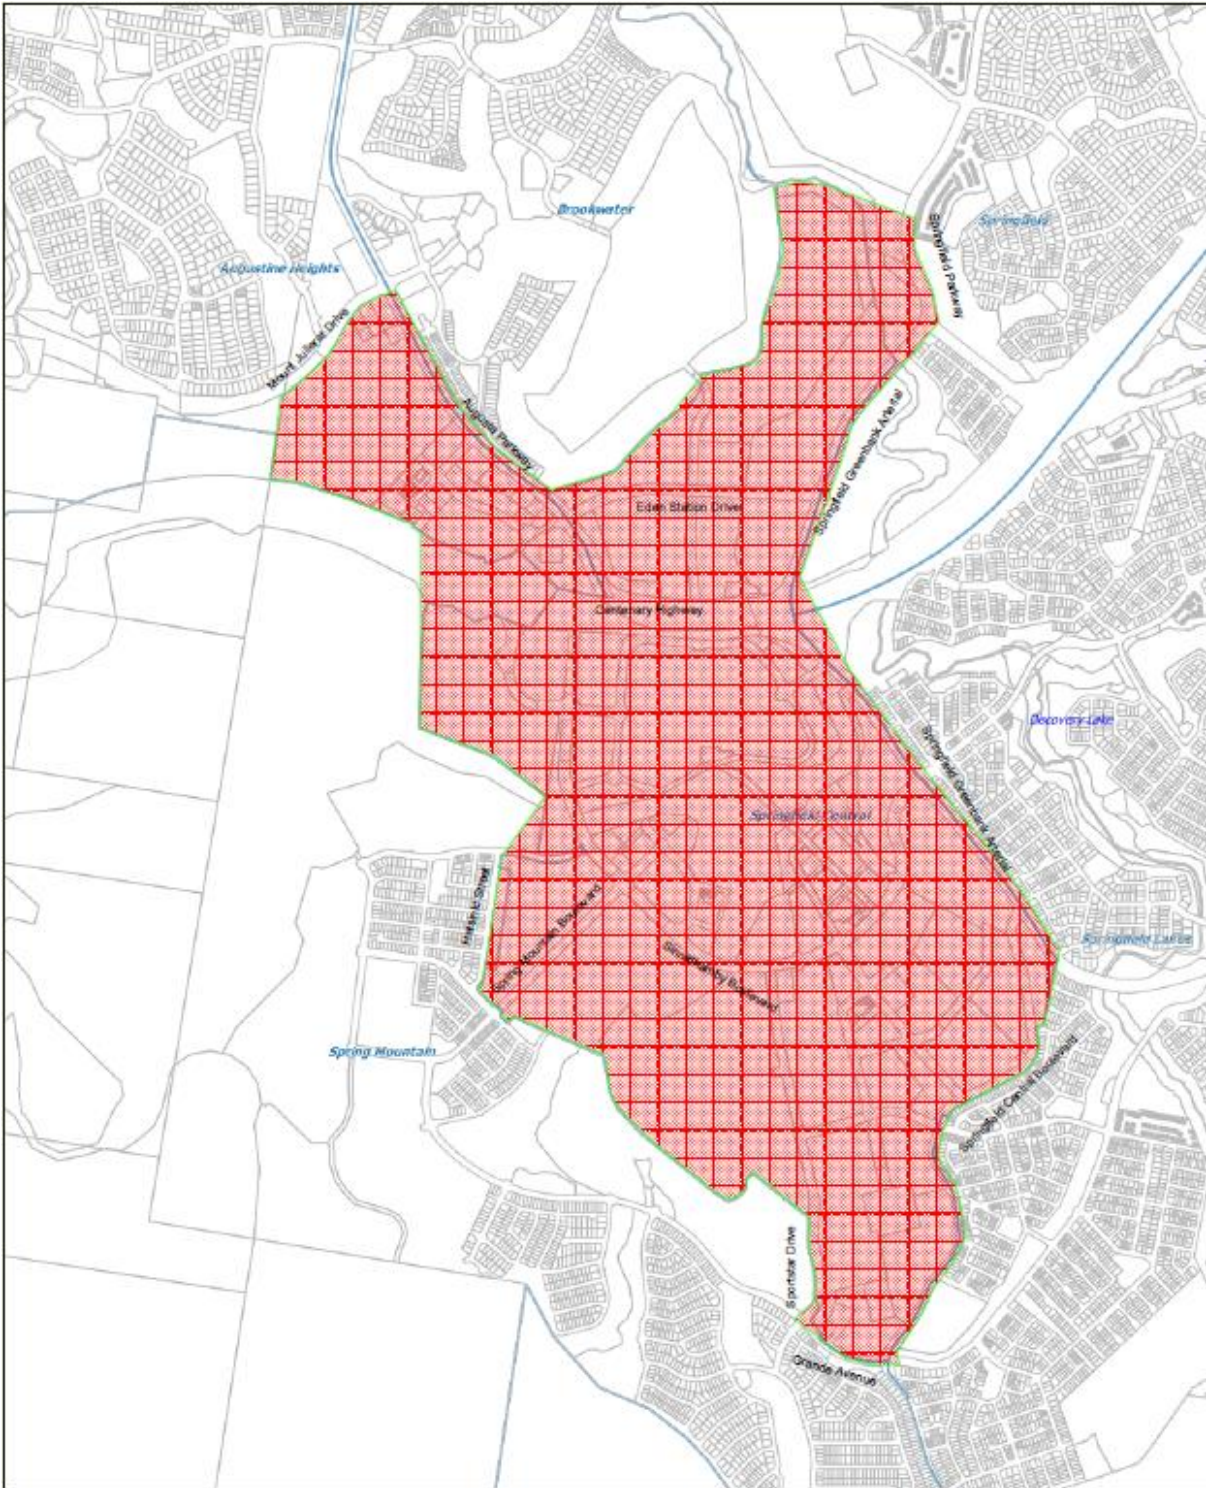 Brookwater
Springfield
Springfield Parkway
Augustine Heights
Mount Juillerat Drive
Augusta Parkway
Springfield Greenbank Arterial
Eden Station Drive
Centenary Highway
Discovery Lake
Springfield Greenbank Arterial
Springfield Central
Spring Mountain Boulevard
Sinnathamby Boulevard
Springfield Lakes
Spring Mountain
Springfield Central Boulevard
Sportstar Drive
Grande Avenue